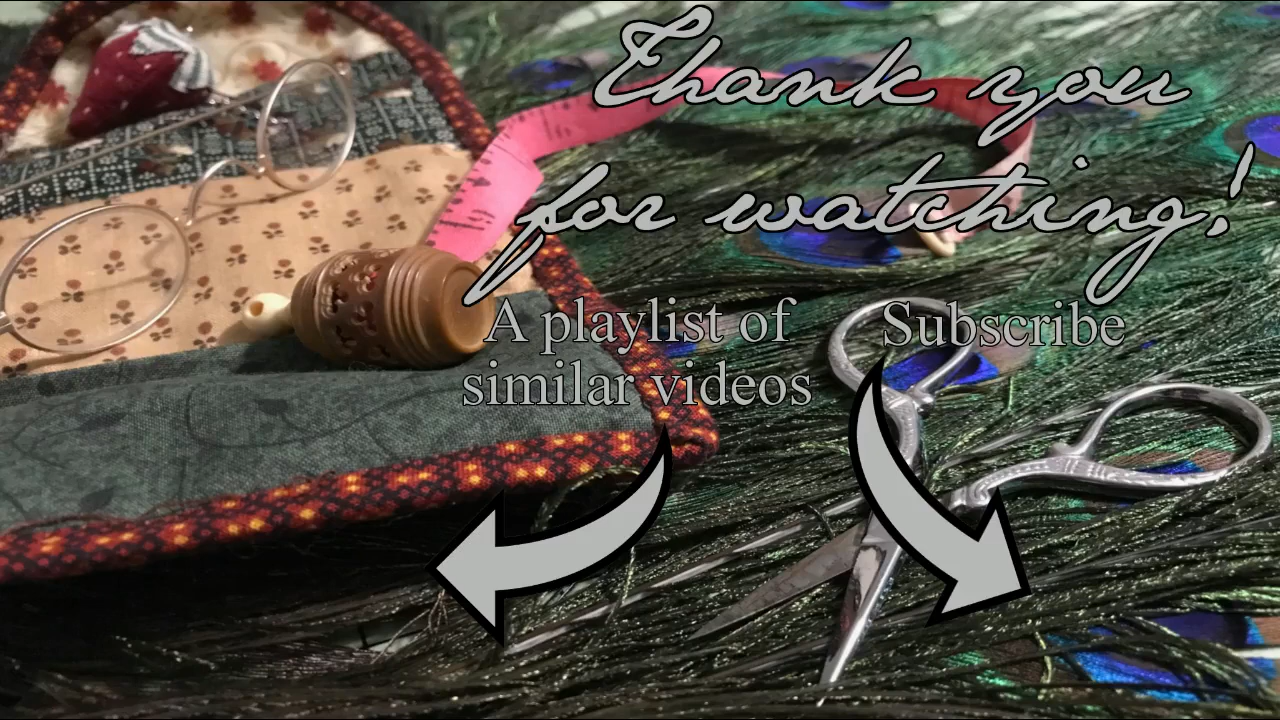 Thank you
for watching!
A playlist of
similar videos
Subscribe